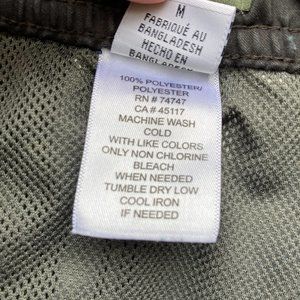 M
FABRIQUÉ AU
BANGLADESH
HECHO EN
BANGLADESH
100% POLYESTER/
POLYESTER
RN # 74747
CA # 45117
MACHINE WASH
COLD
WITH LIKE COLORS
ONLY NON CHLORINE
BLEACH
WHEN NEEDED
TUMBLE DRY LOW
COOL IRON
IF NEEDED